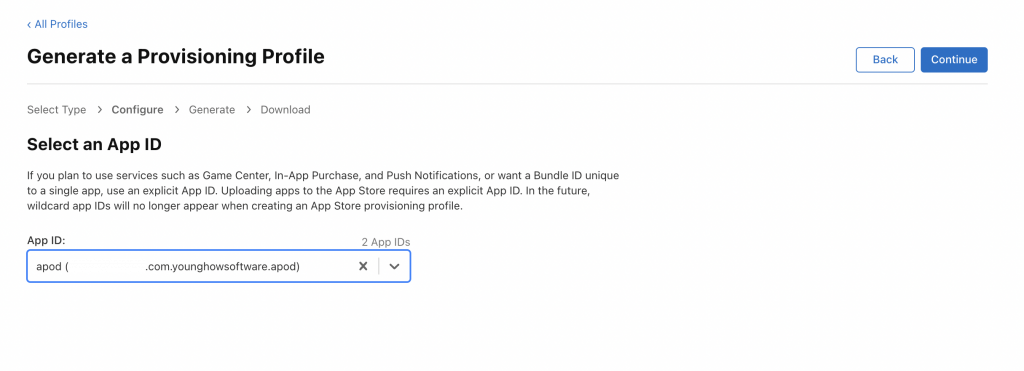 ‹ All Profiles
Generate a Provisioning Profile
Back
Continue
Select Type > Configure > Generate > Download
Select an App ID
If you plan to use services such as Game Center, In-App Purchase, and Push Notifications, or want a Bundle ID unique
to a single app, use an explicit App ID. Uploading apps to the App Store requires an explicit App ID. In the future,
wildcard app IDs will no longer appear when creating an App Store provisioning profile.
App ID:
2 App IDs
apod ( .com.younghowsoftware.apod)